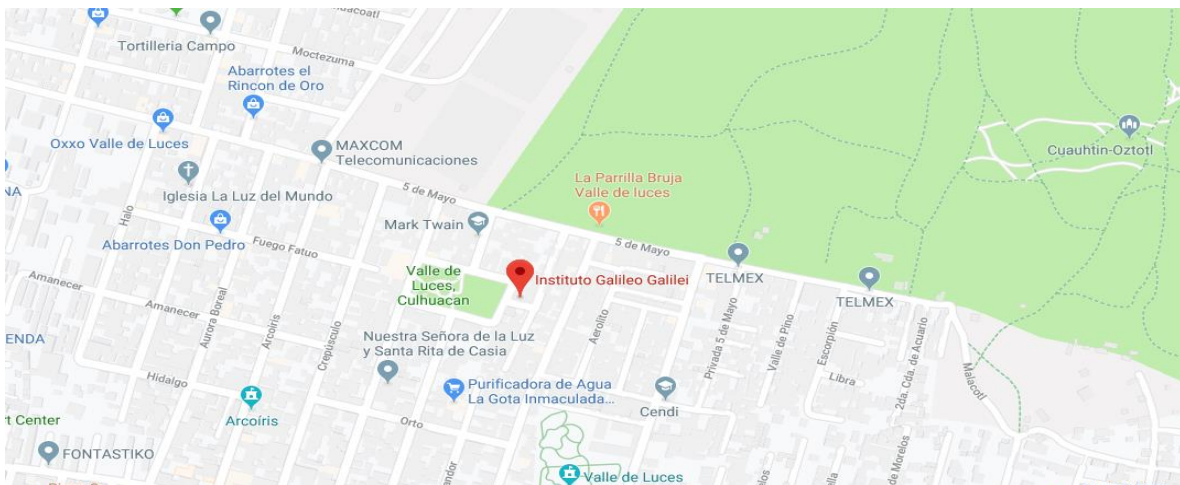 Tortilleria Campo
Moctezuma
Abarrotes el
Rincon de Oro
Oxxo Valle de Luces
MAXCOM
Telecomunicaciones
Cuauhtin-Oztotl
La Parrilla Bruja
Valle de luces
5 de Mayo
NA
Iglesia La Luz del Mundo
Halo
Mark Twain
Abarrotes Don Pedro
Fuego Fatuo
5 de Mayo
Valle de
Luces,
Culhuacan
Instituto Galileo Galilei
TELMEX
TELMEX
Amanecer
Amanecer
Aurora Boreal
Arcoíris
Crepúsculo
ENDA
Nuestra Señora de la Luz
y Santa Rita de Casia
Aerolito
Privada 5 de Mayo
Valle de Pino
Escorpión
2da. Cda. de Acuario
Malacotl
Libra
Hidalgo
Purificadora de Agua
La Gota Inmaculada...
Cendi
rt Center
Arcoíris
Orto
FONTASTIKO
de Morelos
Valle de Luces